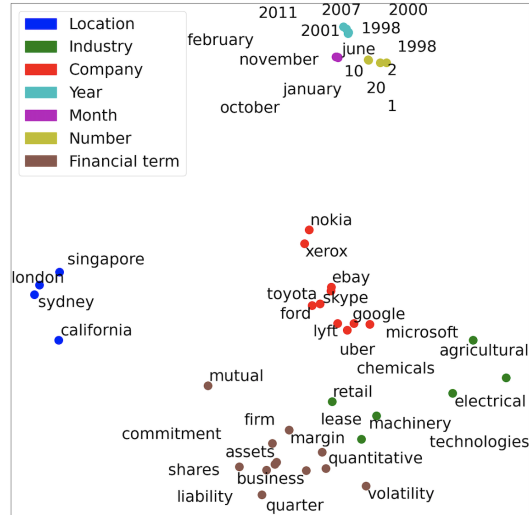 Location
Industry
Company
Year
Month
Number
Financial term
2011
2007
2000
february
2001
1998
june
1998
november
10
2
january
20
october
1
nokia
xerox
singapore
london
sydney
california
ebay
toyota
skype
ford
google
lyft
microsoft
uber
agricultural
chemicals
mutual
retail
electrical
firm
lease
machinery
commitment
margin
technologies
assets
quantitative
shares
business
liability
volatility
quarter